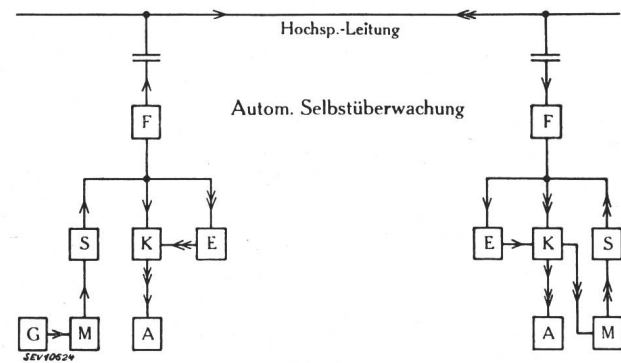 Hochsp.-Leitung
Autom. Selbstüberwachung
F F
S K E E K S
G M A A M
SEV10624